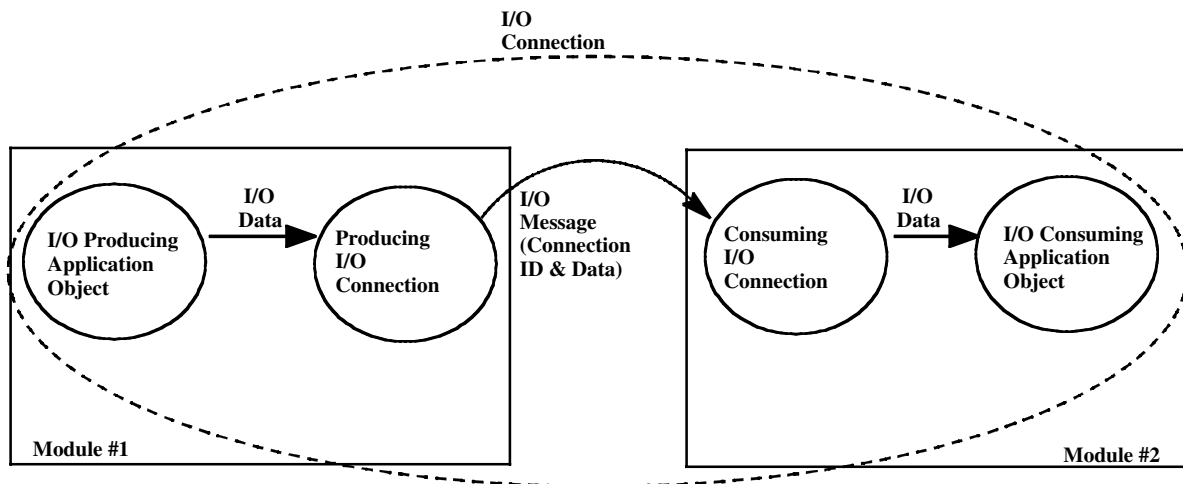 I/O
Connection
I/O Producing
Application
Object
I/O
Data
Producing
I/O
Connection
I/O
Message
(Connection
ID & Data)
Consuming
I/O
Connection
I/O
Data
I/O Consuming
Application
Object
Module #1
Module #2